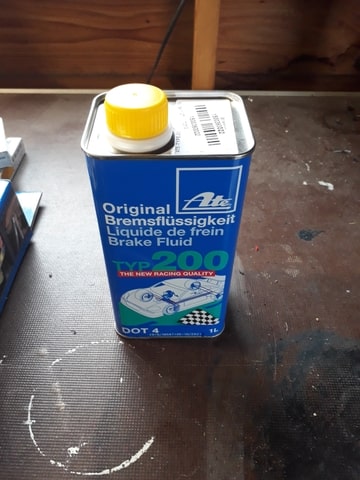 Ate
Original
Bremsflüssigkeit
Liquide de frein
Brake Fluid
TYP 200
THE NEW RACING QUALITY
DOT 4
1L